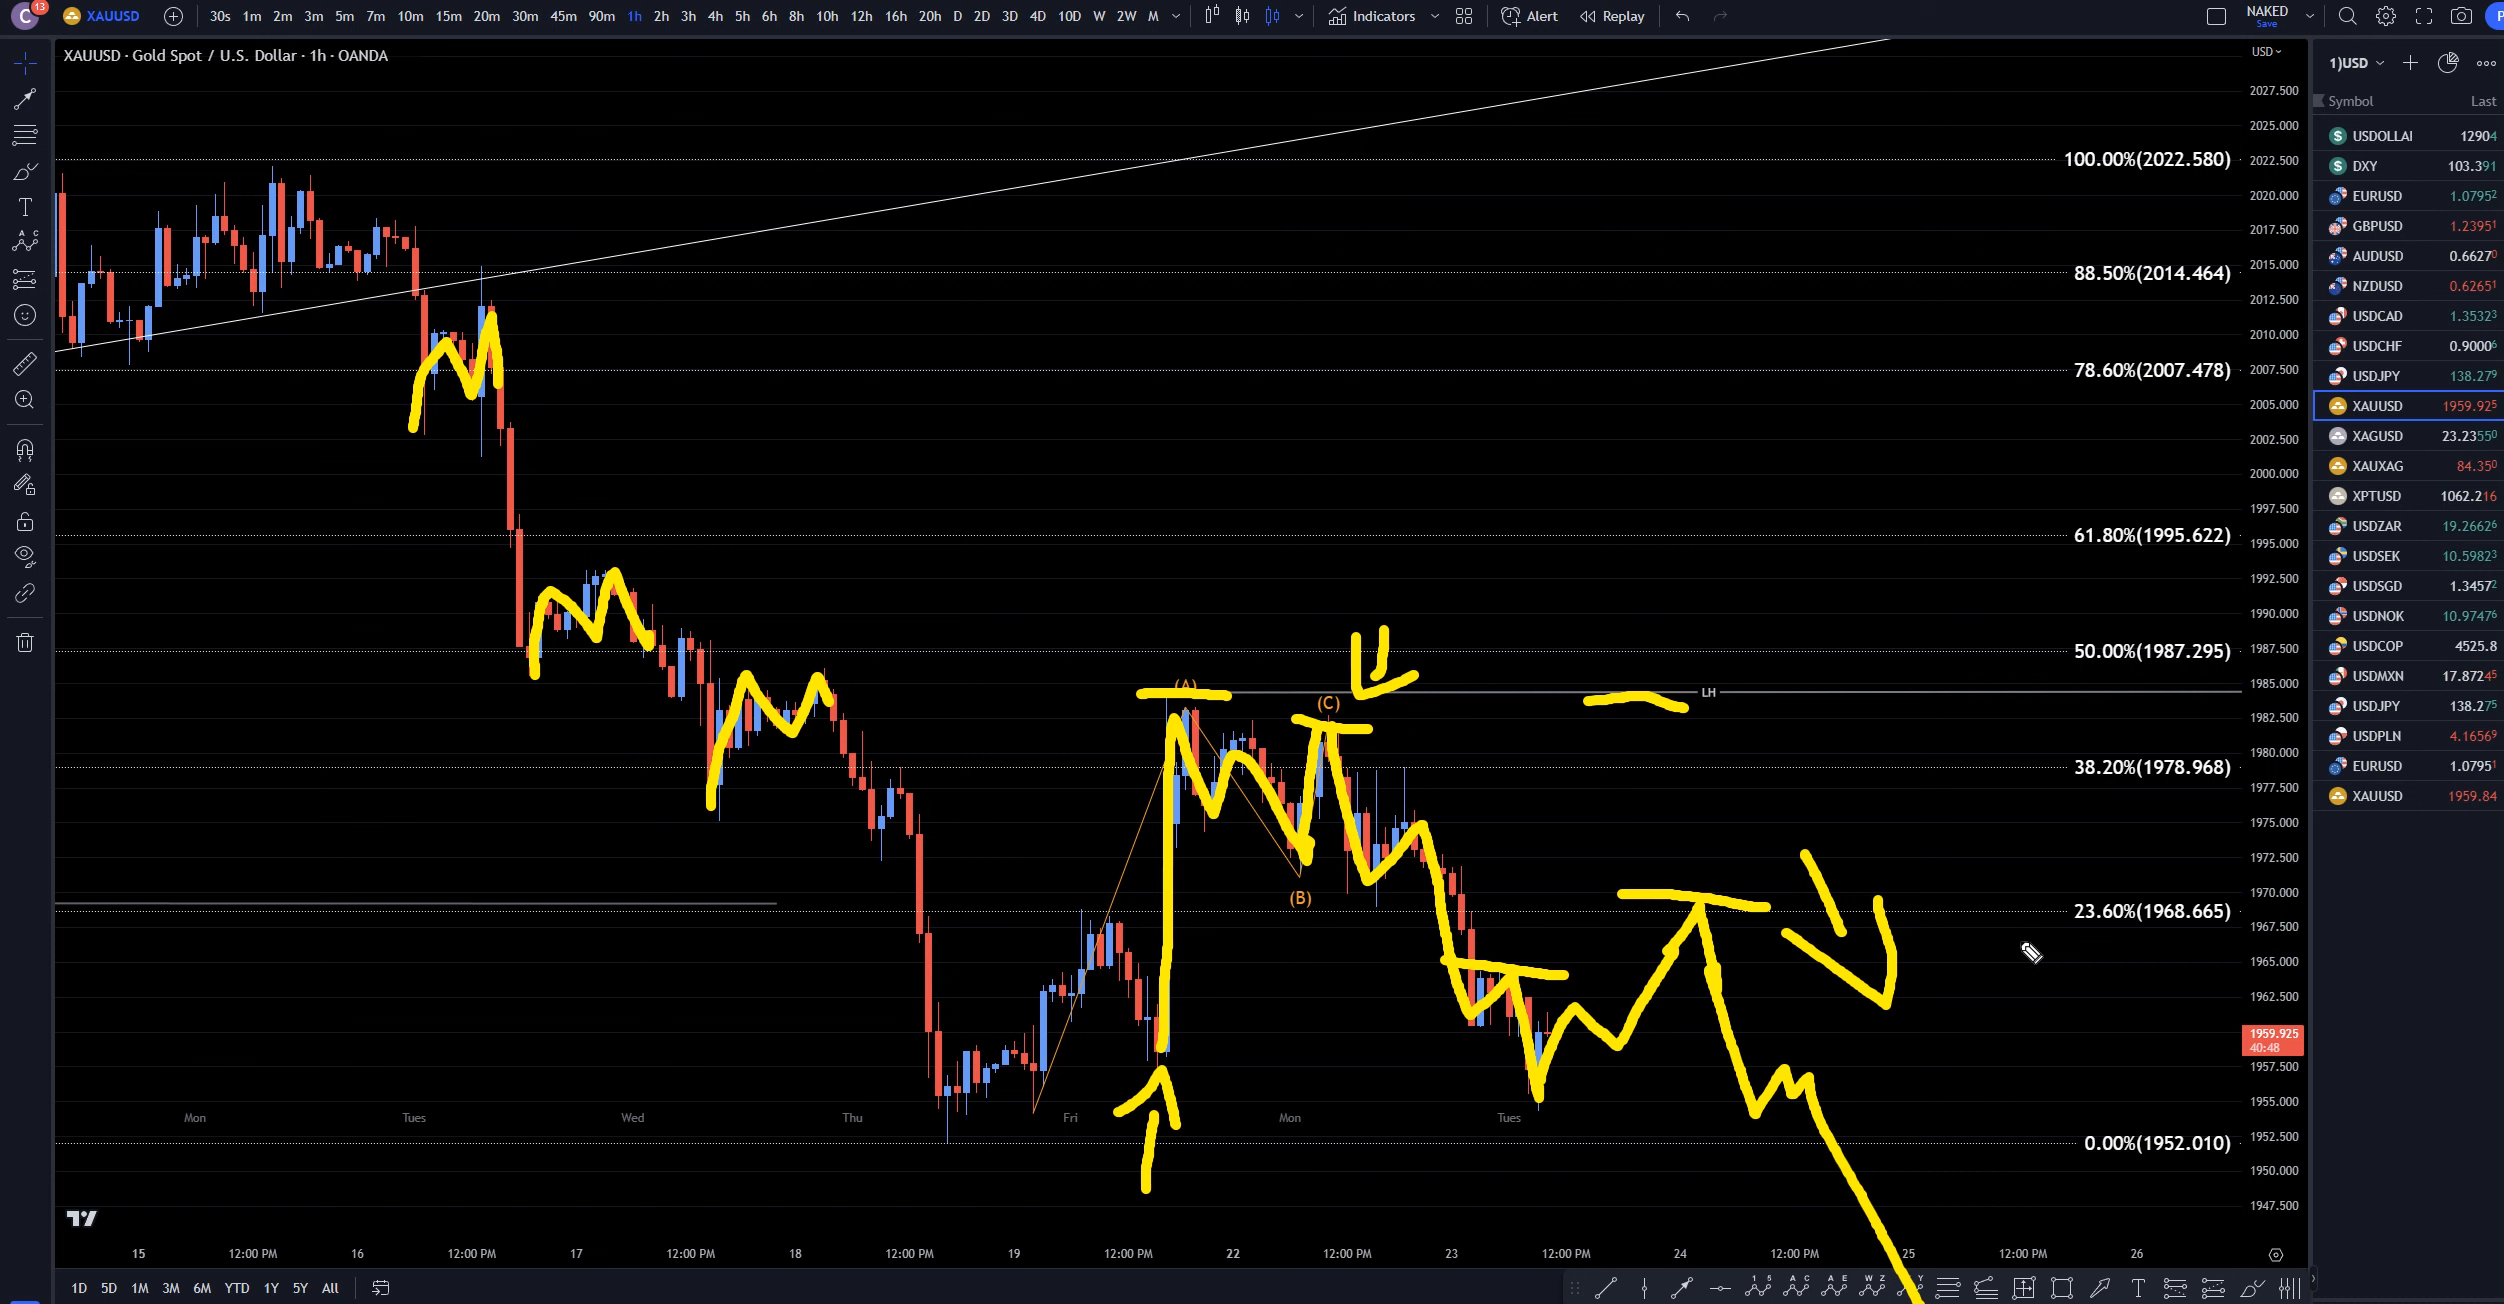 C 13 XAUUSD 30s 1m 2m 3m 5m 7m 10m 15m 20m 30m 45m 90m 1h 2h 3h 4h 5h 6h 8h 10h 12h 16h 20h D 2D 3D 4D 10D W 2W M Indicators Alert Replay NAKED
Save
XAUUSD · Gold Spot / U.S. Dollar · 1h · OANDA
USD
2027.500
2025.000
2022.500
2020.000
2017.500
2015.000
2012.500
2010.000
2007.500
2005.000
2002.500
2000.000
1997.500
1995.000
1992.500
1990.000
1987.500
1985.000
1982.500
1980.000
1977.500
1975.000
1972.500
1970.000
1967.500
1965.000
1962.500
1959.925
40:48
1957.500
1955.000
1952.500
1950.000
1947.500
100.00%(2022.580)
88.50%(2014.464)
78.60%(2007.478)
61.80%(1995.622)
50.00%(1987.295)
38.20%(1978.968)
23.60%(1968.665)
0.00%(1952.010)
LH
(A)
(C)
(B)
Mon Tues Wed Thu Fri Mon Tues
15 12:00 PM 16 12:00 PM 17 12:00 PM 18 12:00 PM 19 12:00 PM 22 12:00 PM 23 12:00 PM 24 12:00 PM 25 12:00 PM 26
1D 5D 1M 3M 6M YTD 1Y 5Y All
1)USD
Symbol Last
USDOLLAI 12904
DXY 103.391
EURUSD 1.07952
GBPUSD 1.23951
AUDUSD 0.66270
NZDUSD 0.62651
USDCAD 1.35323
USDCHF 0.90006
USDJPY 138.279
XAUUSD 1959.925
XAGUSD 23.23550
XAUXAG 84.350
XPTUSD 1062.216
USDZAR 19.26626
USDSEK 10.59823
USDSGD 1.34572
USDNOK 10.97476
USDCOP 4525.8
USDMXN 17.87245
USDJPY 138.275
USDPLN 4.16569
EURUSD 1.07951
XAUUSD 1959.84